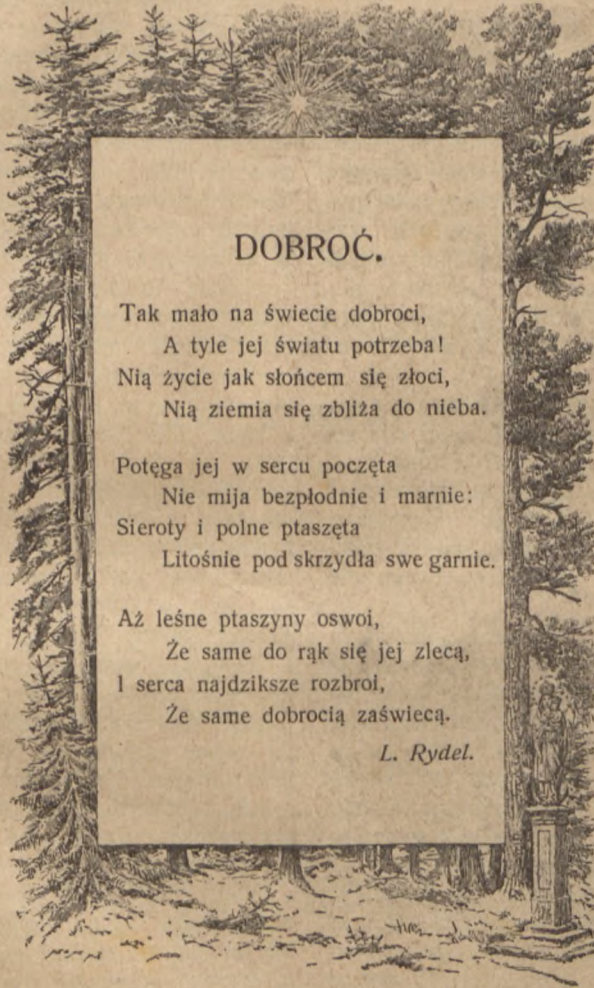 DOBROĆ.
Tak mało na świecie dobroci,
A tyle jej światu potrzeba!
Nią życie jak słońcem się złoci,
Nią ziemia się zbliża do nieba.
Potęga jej w sercu poczęta
Nie mija bezpłodnie i marnie:
Sieroty i polne ptaszęta
Litośnie pod skrzydła swe garnie.
Aż leśne ptaszyny oswoi,
Że same do rąk się jej zlecą,
I serca najdziksze rozbroi,
Że same dobrocią zaświecą.
L. Rydel.